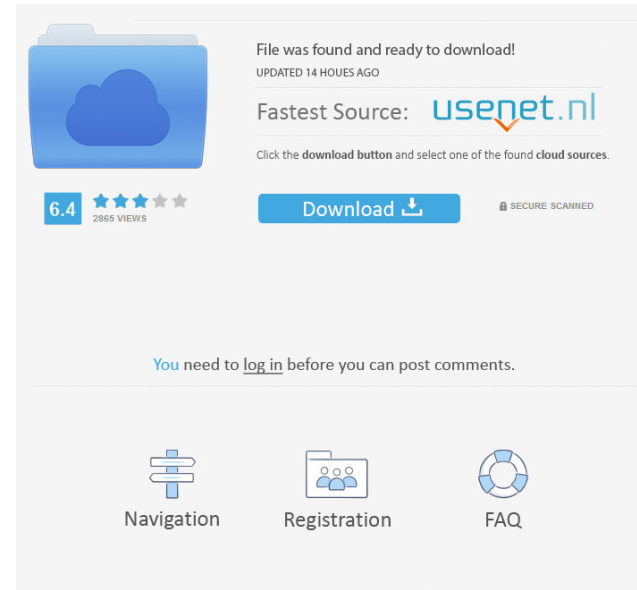 File was found and ready to download!
UPDATED 14 HOUES AGO
Fastest Source: usenet.nl
Click the download button and select one of the found cloud sources.
6.4
2865 VIEWS
Download
SECURE SCANNED
You need to log in before you can post comments.
Navigation
Registration
FAQ